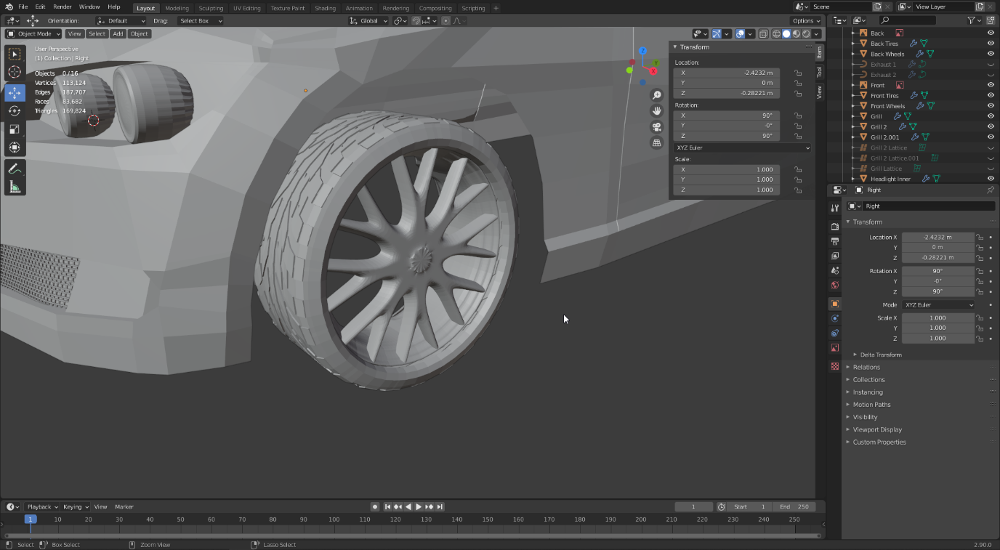 File Edit Render Window Help Layout Modeling Sculpting UV Editing Texture Paint Shading Animation Rendering Compositing Scripting + Scene View Layer
Orientation: Default Drag: Select Box Global Options
Object Mode View Select Add Object
User Perspective
(1) Collection | Right
Objects 0/16
Vertices 113,124
Edges 187,707
Faces 83,682
Triangles 169,824
Z
Y
X
Transform
Location:
X -2.4232 m
Y 0 m
Z -0.28221 m
Rotation:
X 90°
Y -0°
Z 90°
XYZ Euler
Scale:
X 1.000
Y 1.000
Z 1.000
Item
Tool
View
Back
Back Tires
Back Wheels
Exhaust 1
Exhaust 2
Front
Front Tires
Front Wheels
Grill
Grill 2
Grill 2.001
Grill 2 Lattice
Grill 2 Lattice.001
Grill Lattice
Headlight Inner
Right
Right
Transform
Location X -2.4232 m
Y 0 m
Z -0.28221 m
Rotation X 90°
Y -0°
Z 90°
Mode XYZ Euler
Scale X 1.000
Y 1.000
Z 1.000
Delta Transform
Relations
Collections
Instancing
Motion Paths
Visibility
Viewport Display
Custom Properties
Playback Keying View Marker 1 Start 1 End 250
1 10 20 30 40 50 60 70 80 90 100 110 120 130 140 150 160 170 180 190 200 210 220 230 240 250
Select Box Select Zoom View Lasso Select 2.90.0